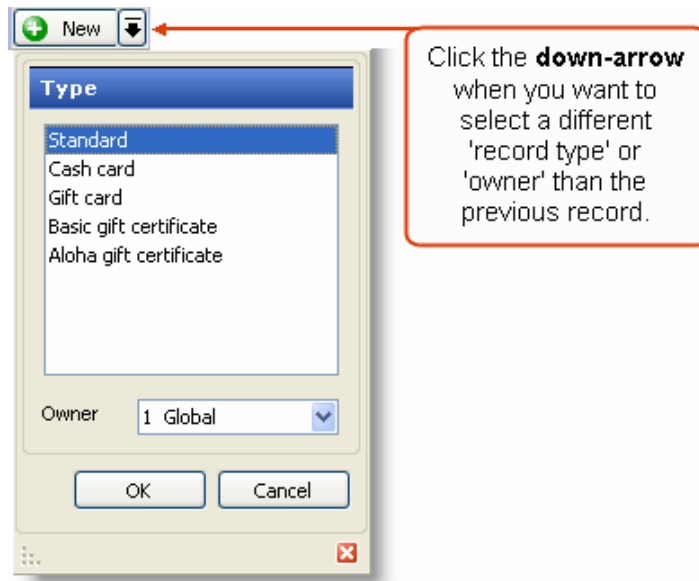 New
Click the down-arrow
when you want to
select a different
'record type' or
'owner' than the
previous record.
Type
Standard
Cash card
Gift card
Basic gift certificate
Aloha gift certificate
Owner 1 Global
OK Cancel